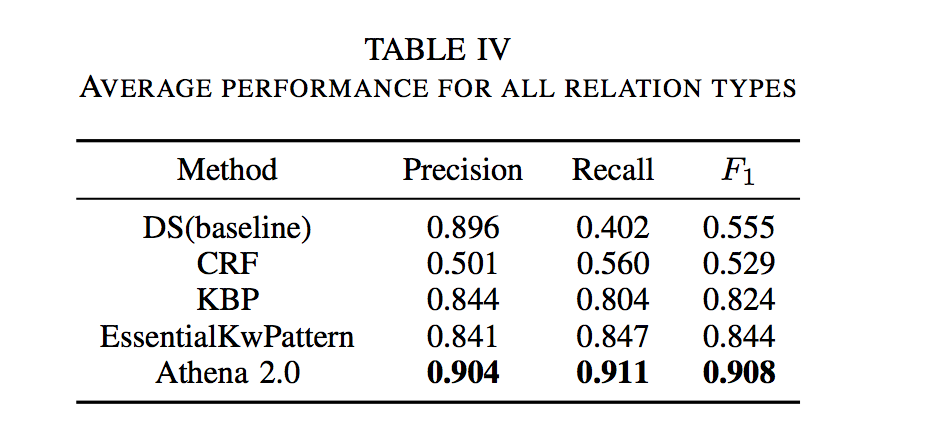 TABLE IV
AVERAGE PERFORMANCE FOR ALL RELATION TYPES
Method Precision Recall F1
DS(baseline) 0.896 0.402 0.555
CRF 0.501 0.560 0.529
KBP 0.844 0.804 0.824
EssentialKwPattern 0.841 0.847 0.844
Athena 2.0 0.904 0.911 0.908